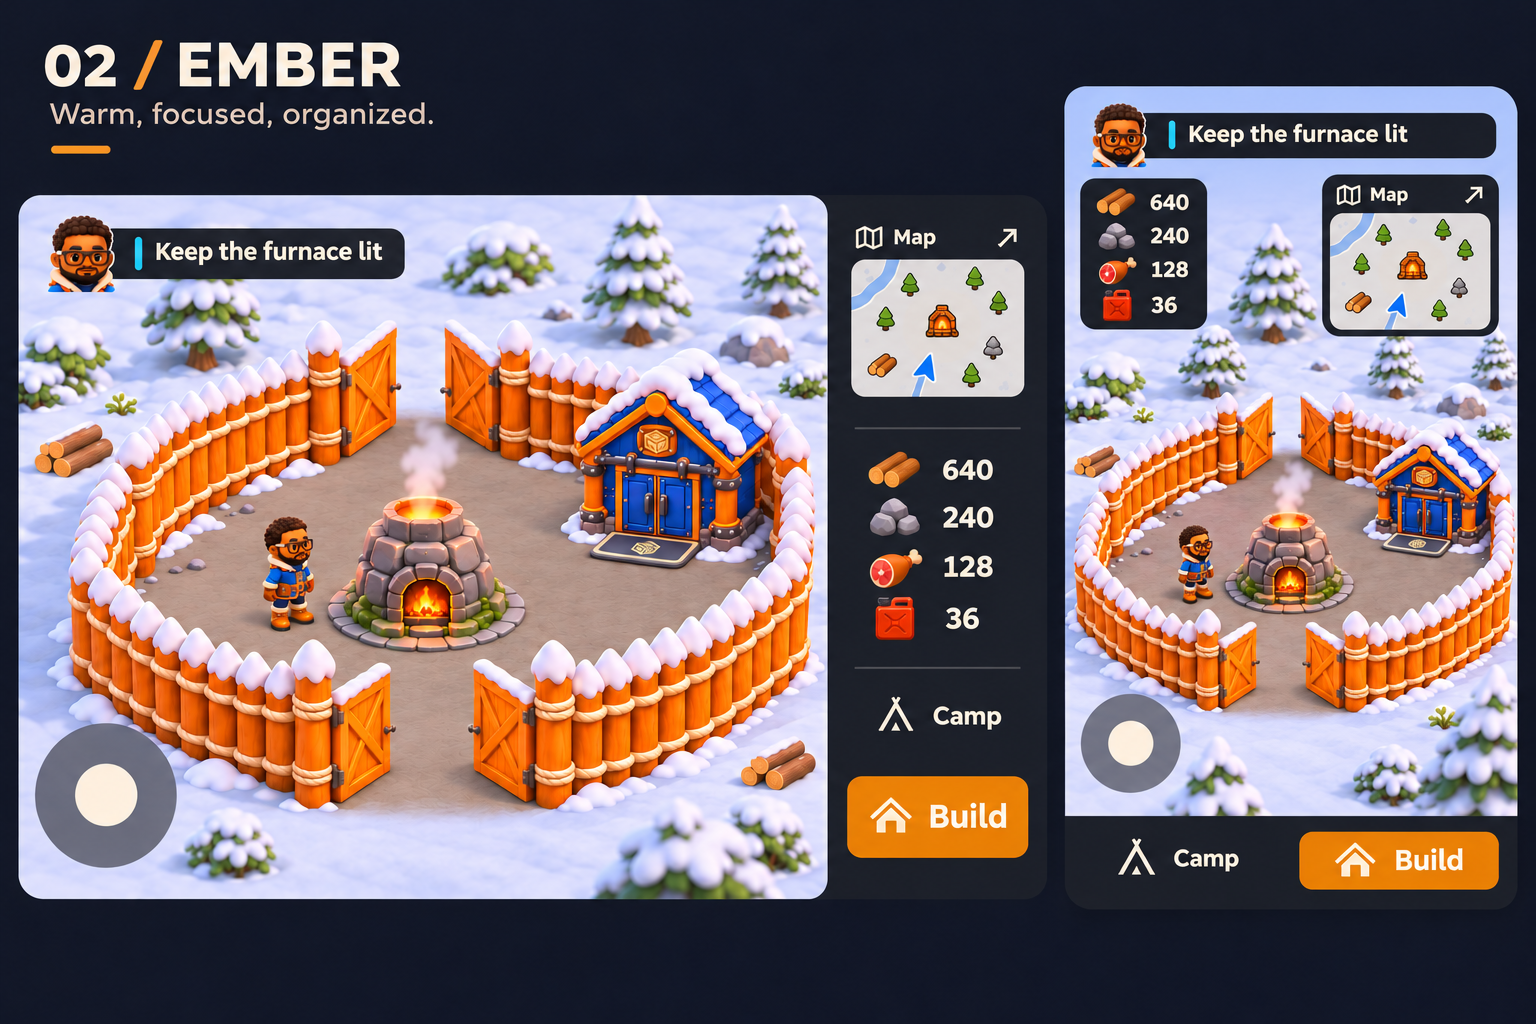 02 / EMBER
Warm, focused, organized.
Keep the furnace lit
Map
640
240
128
36
Camp
Build
Keep the furnace lit
640
240
128
36
Map
Camp
Build